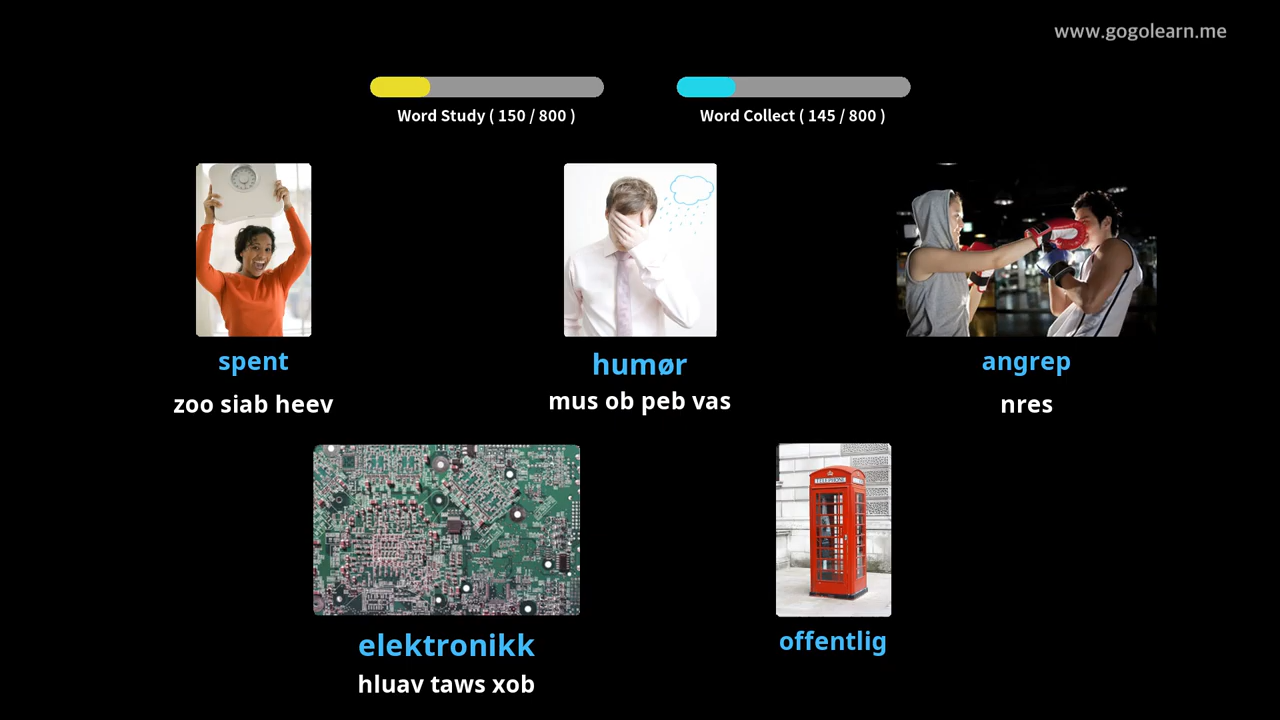 www.gogolearn.me
Word Study ( 150 / 800 )
Word Collect ( 145 / 800 )
spent
zoo siab heev
humør
mus ob peb vas
angrep
nres
TELEPHONE
elektronikk
hluav taws xob
offentlig